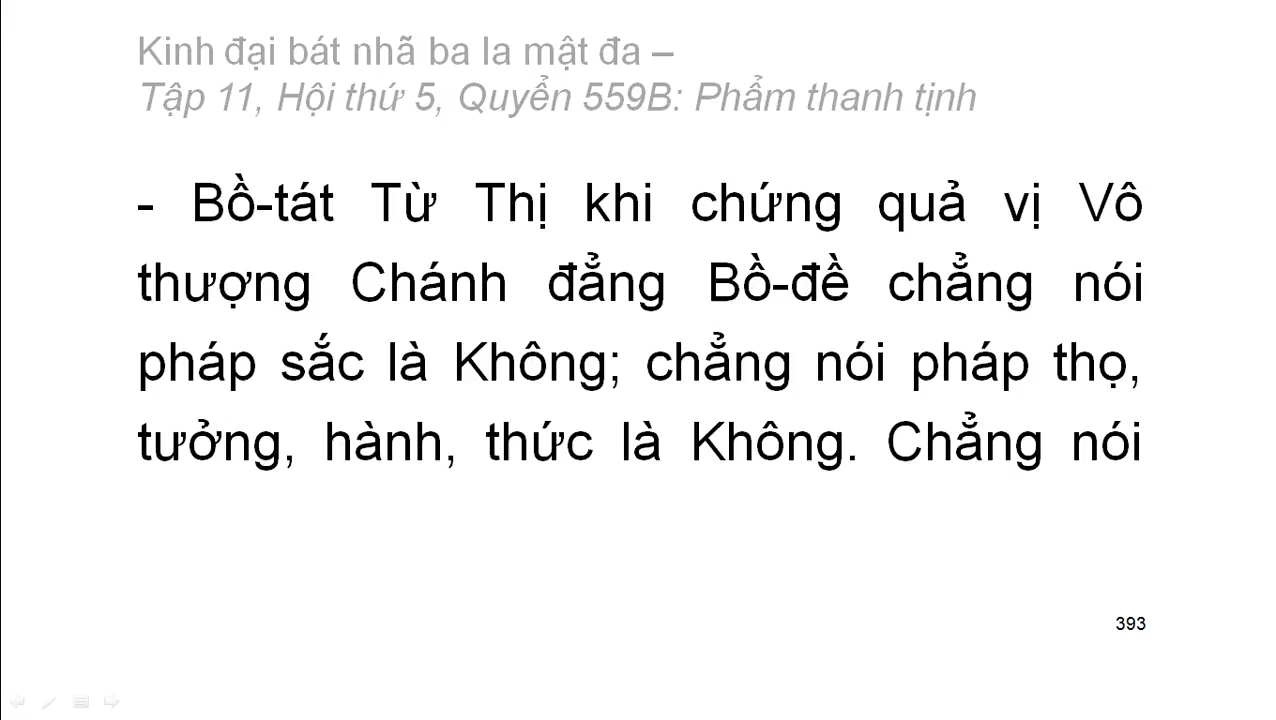 Kinh đại bát nhã ba la mật đa –
Tập 11, Hội thứ 5, Quyển 559B: Phẩm thanh tịnh
- Bồ-tát Từ Thị khi chứng quả vị Vô
thượng Chánh đẳng Bồ-đề chẳng nói
pháp sắc là Không; chẳng nói pháp thọ,
tưởng, hành, thức là Không. Chẳng nói
393